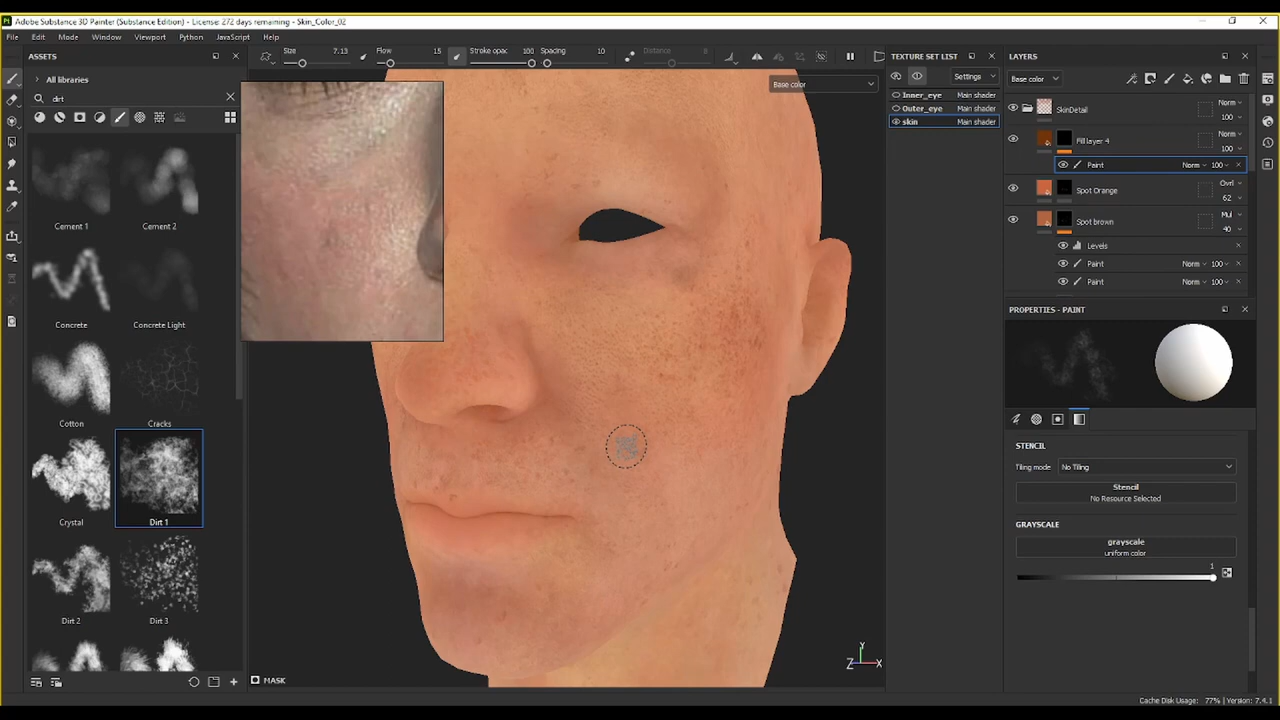 Adobe Substance 3D Painter (Substance Edition) - License: 272 days remaining - Skin_Color_02
File Edit Mode Window Viewport Python JavaScript Help
ASSETS
All libraries
dirt
Cement 1
Cement 2
Concrete
Concrete Light
Cotton
Cracks
Crystal
Dirt 1
Dirt 2
Dirt 3
Size 7.13
Flow 15
Stroke opac 100
Spacing 10
Distance 8
Base color
MASK
Y
Z
X
TEXTURE SET LIST
Settings
Inner_eye Main shader
Outer_eye Main shader
skin Main shader
LAYERS
Base color
SkinDetail Norm 100
Fill layer 4 Norm 100
Paint Norm 100
Spot Orange Ovrl 62
Spot brown Mul 40
Levels
Paint Norm 100
Paint Norm 100
PROPERTIES - PAINT
STENCIL
Tiling mode No Tiling
Stencil
No Resource Selected
GRAYSCALE
grayscale
uniform color
1
Cache Disk Usage: 77% | Version: 7.4.1